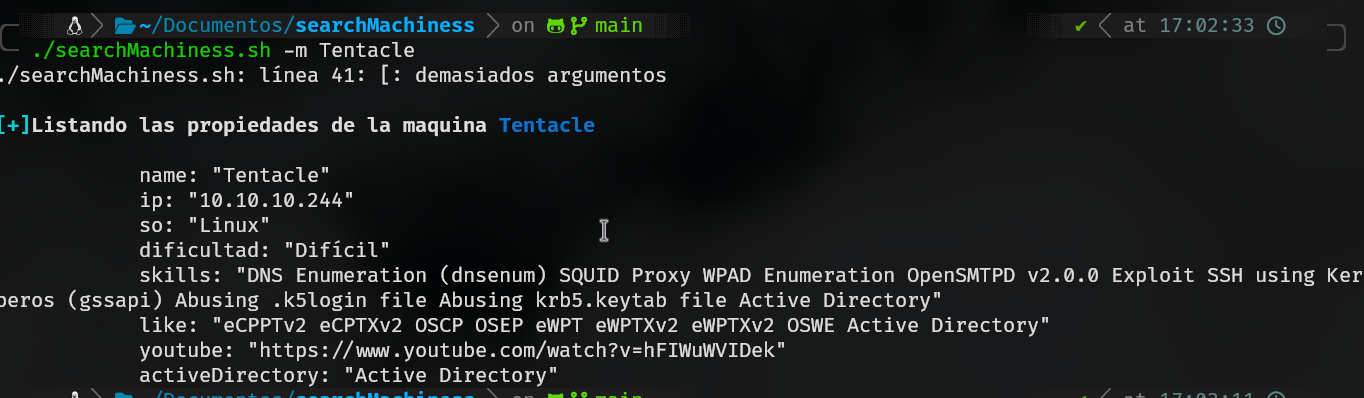 ~/Documentos/searchMachiness on main at 17:02:33
./searchMachiness.sh -m Tentacle
./searchMachiness.sh: línea 41: [: demasiados argumentos
[+]Listando las propiedades de la maquina Tentacle
name: "Tentacle"
ip: "10.10.10.244"
so: "Linux"
dificultad: "Difícil"
skills: "DNS Enumeration (dnsenum) SQUID Proxy WPAD Enumeration OpenSMTPD v2.0.0 Exploit SSH using Ker
beros (gssapi) Abusing .k5login file Abusing krb5.keytab file Active Directory"
like: "eCPPTv2 eCPTXv2 OSCP OSEP eWPT eWPTXv2 eWPTXv2 OSWE Active Directory"
youtube: "https://www.youtube.com/watch?v=hFIWuWVIDek"
activeDirectory: "Active Directory"
~/Documentos/searchMachiness on main at 17:03:11